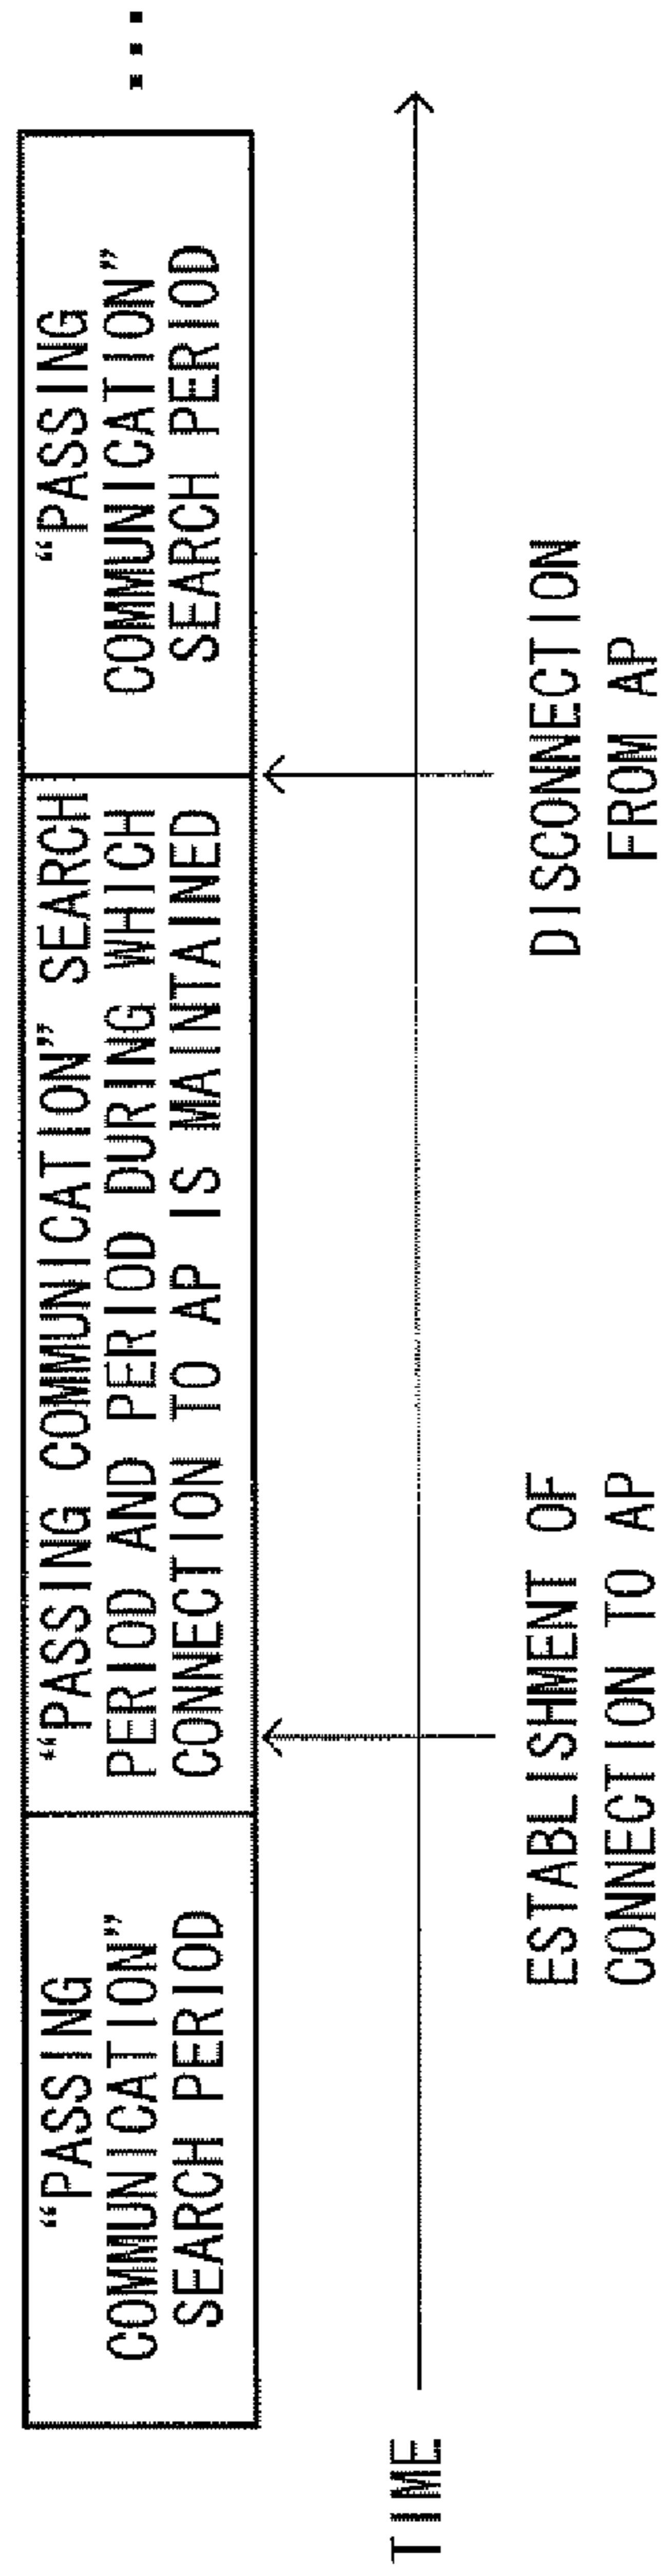 “PASSING
COMMUNICATION”
SEARCH PERIOD
“PASSING COMMUNICATION” SEARCH
PERIOD AND PERIOD DURING WHICH
CONNECTION TO AP IS MAINTAINED
“PASSING
COMMUNICATION”
SEARCH PERIOD
...
TIME
ESTABLISHMENT OF
CONNECTION TO AP
DISCONNECTION
FROM AP